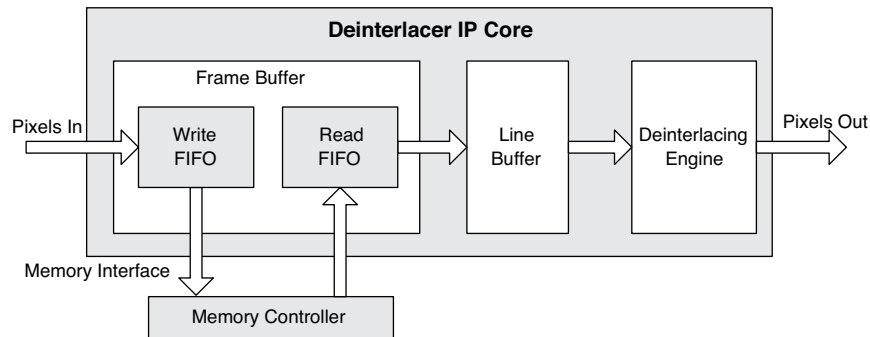 Deinterlacer IP Core
Frame Buffer
Pixels In
Write
FIFO
Read
FIFO
Line
Buffer
Deinterlacing
Engine
Pixels Out
Memory Interface
Memory Controller